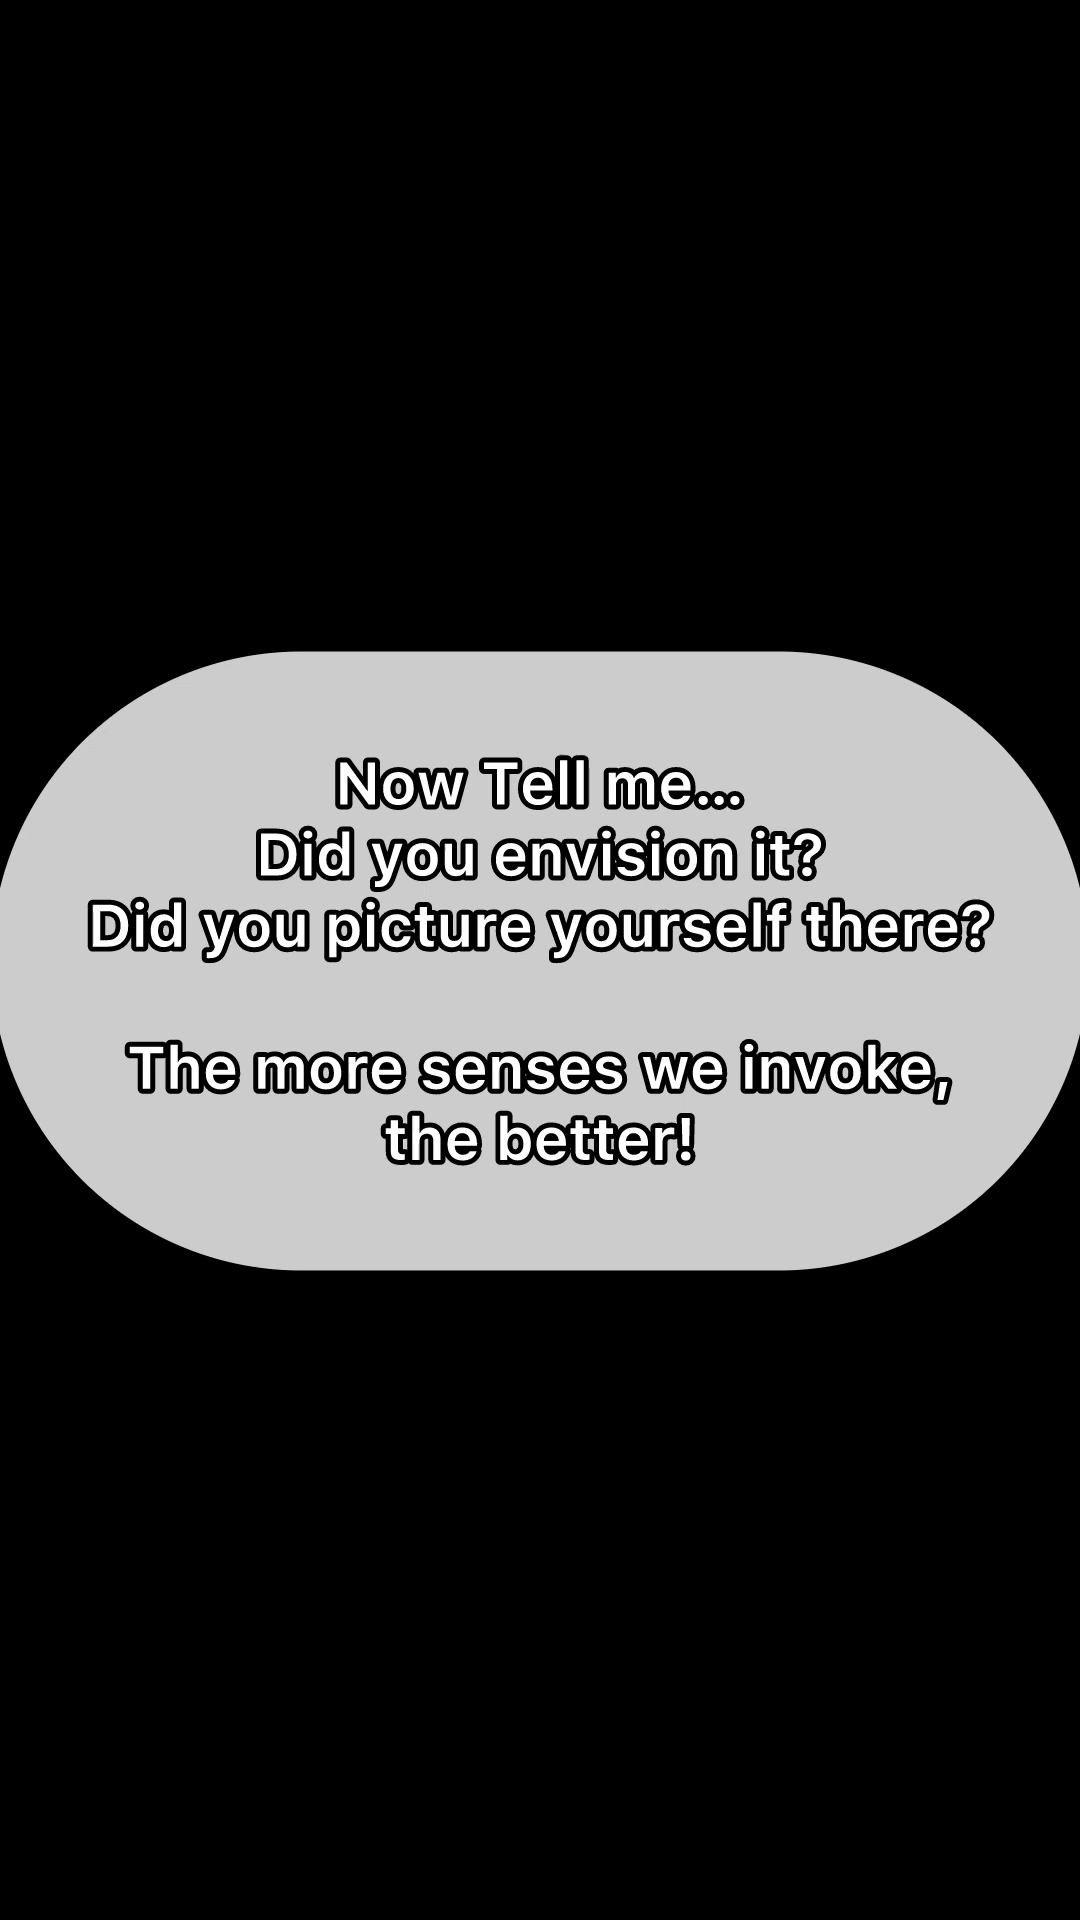 Now Tell me...
Did you envision it?
Did you picture yourself there?
The more senses we invoke,
the better!